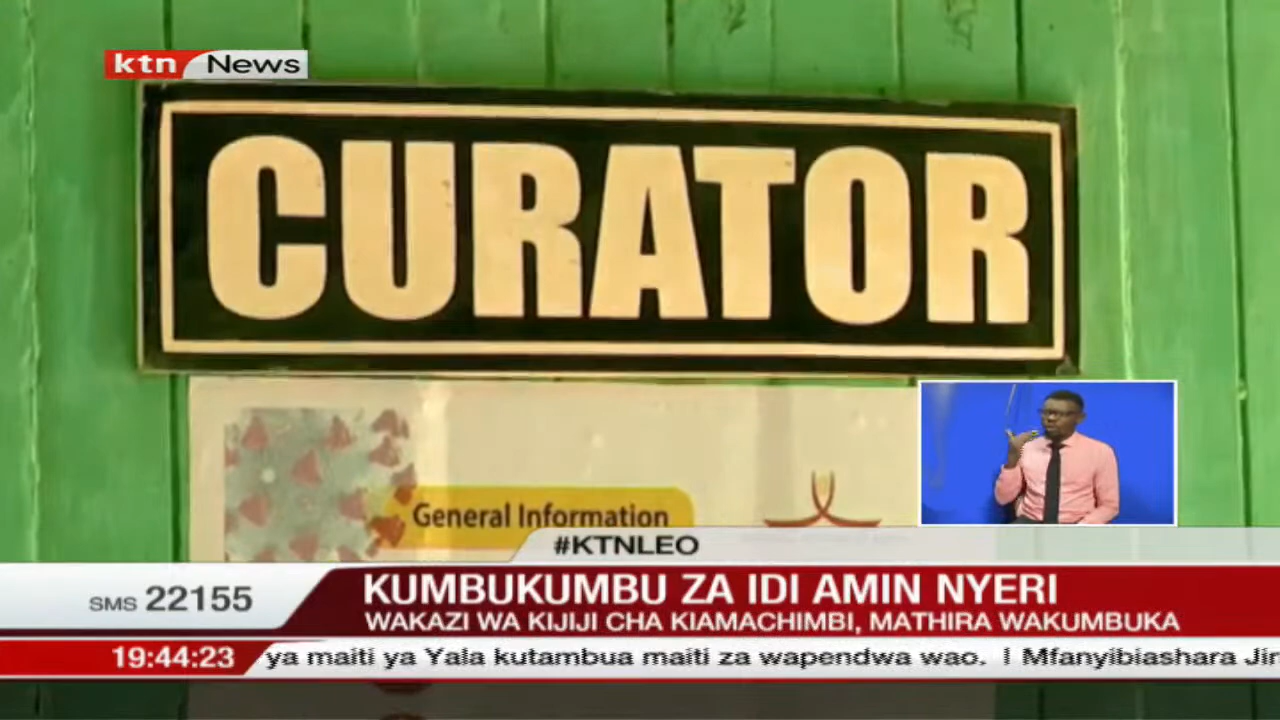 ktn News
CURATOR
General Information
#KTNLEO
SMS 22155
KUMBUKUMBU ZA IDI AMIN NYERI
WAKAZI WA KIJIJI CHA KIAMACHIMBI, MATHIRA WAKUMBUKA
19:44:23 ya maiti ya Yala kutambua maiti za wapendwa wao. | Mfanyibiashara